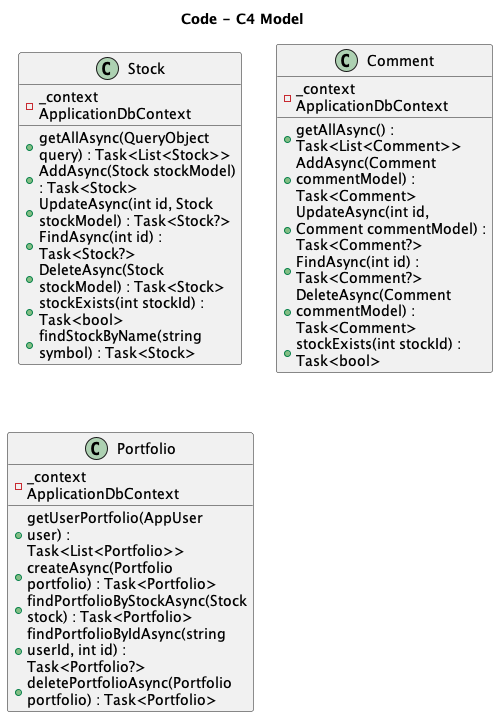 Code - C4 Model
C Stock
_context
ApplicationDbContext
getAllAsync(QueryObject
query) : Task<List<Stock>>
AddAsync(Stock stockModel)
: Task<Stock>
UpdateAsync(int id, Stock
stockModel) : Task<Stock?>
FindAsync(int id) :
Task<Stock?>
DeleteAsync(Stock
stockModel) : Task<Stock>
stockExists(int stockId) :
Task<bool>
findStockByName(string
symbol) : Task<Stock>
C Comment
_context
ApplicationDbContext
getAllAsync() :
Task<List<Comment>>
AddAsync(Comment
commentModel) :
Task<Comment>
UpdateAsync(int id,
Comment commentModel) :
Task<Comment?>
FindAsync(int id) :
Task<Comment?>
DeleteAsync(Comment
commentModel) :
Task<Comment>
stockExists(int stockId) :
Task<bool>
C Portfolio
_context
ApplicationDbContext
getUserPortfolio(AppUser
user) :
Task<List<Portfolio>>
createAsync(Portfolio
portfolio) : Task<Portfolio>
findPortfolioByStockAsync(Stock
stock) : Task<Portfolio>
findPortfolioByIdAsync(string
userId, int id) :
Task<Portfolio?>
deletePortfolioAsync(Portfolio
portfolio) : Task<Portfolio>